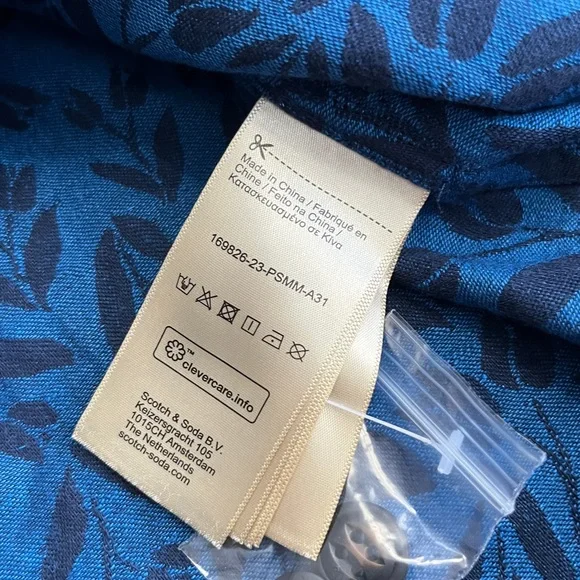 Made in China / Fabriqué en
Chine / Feito na China /
Κατασκευασμένο σε Κίνα
169826-23-PSMM-A31
™
clevercare.info
Scotch & Soda B.V.
Keizersgracht 105
1015CH Amsterdam
The Netherlands
scotch-soda.com